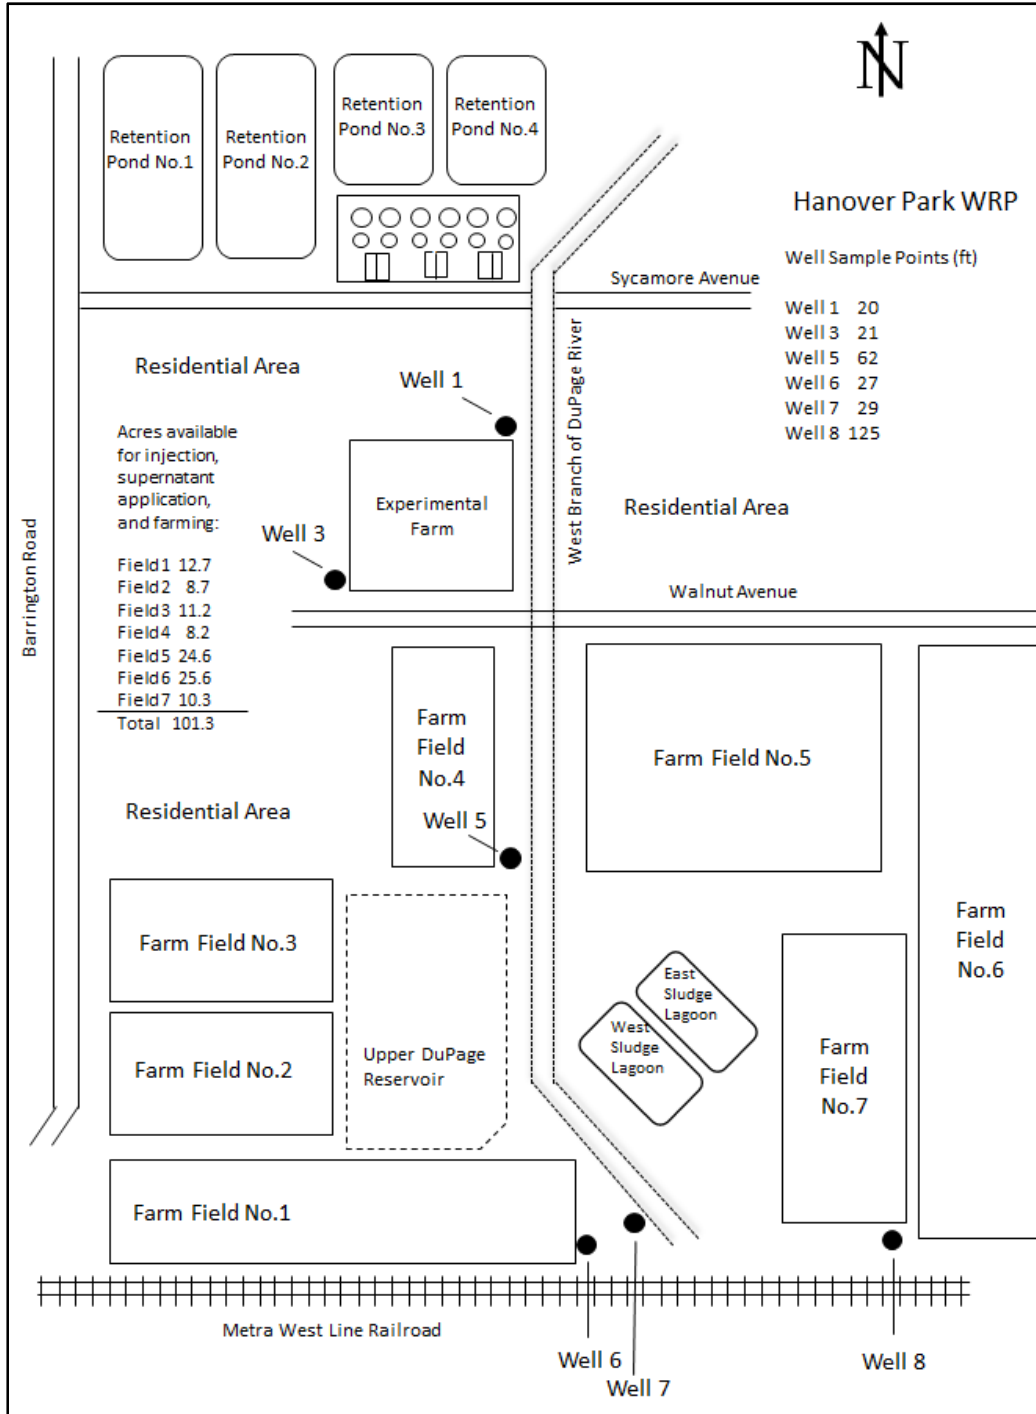 N
Retention
Pond No.1
Retention
Pond No.2
Retention
Pond No.3
Retention
Pond No.4
Hanover Park WRP
Well Sample Points (ft)
Well 1 20
Well 3 21
Well 5 62
Well 6 27
Well 7 29
Well 8 125
Sycamore Avenue
West Branch of DuPage River
Residential Area
Well 1
Acres available
for injection,
supernatant
application,
and farming:
Field1 12.7
Field2 8.7
Field3 11.2
Field4 8.2
Field5 24.6
Field6 25.6
Field7 10.3
Total 101.3
Experimental
Farm
Well 3
Residential Area
Barrington Road
Walnut Avenue
Farm
Field
No.4
Well 5
Farm Field No.5
Residential Area
Farm Field No.3
Farm Field No.2
Upper DuPage
Reservoir
East
Sludge
Lagoon
West
Sludge
Lagoon
Farm
Field
No.6
Farm
Field
No.7
Farm Field No.1
Metra West Line Railroad
Well 6
Well 7
Well 8